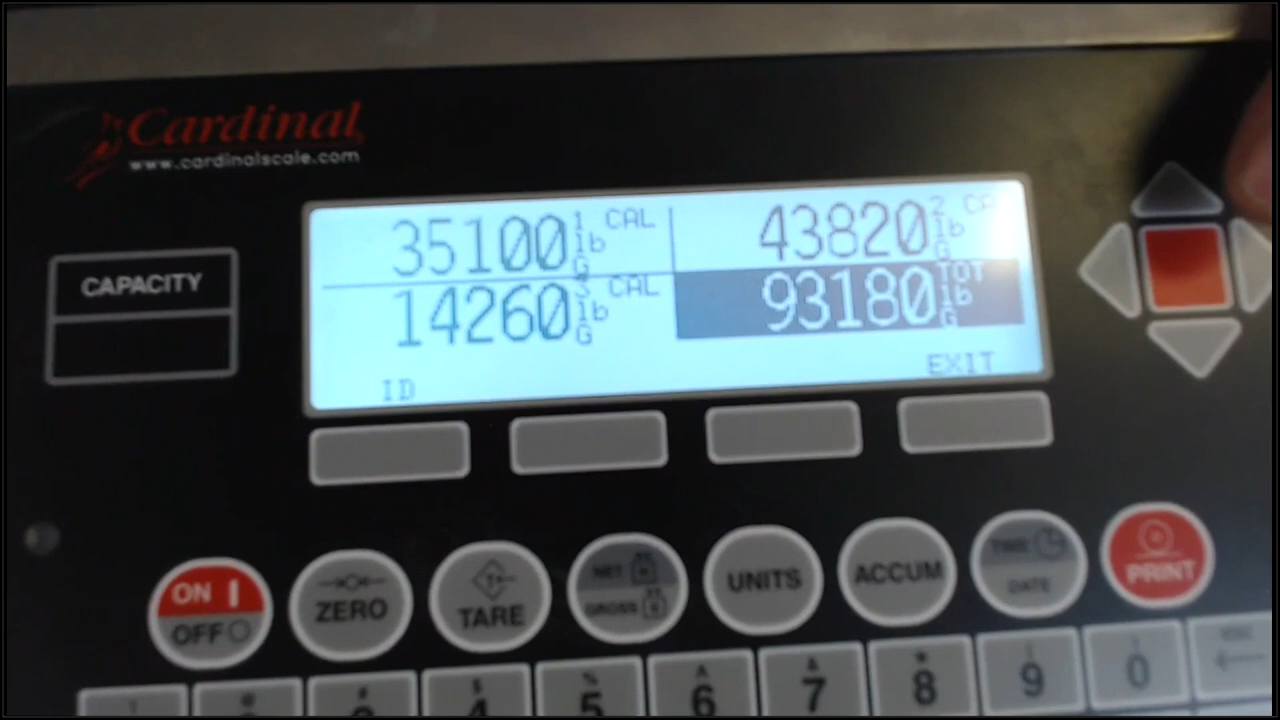 Cardinal
www.cardinalscale.com
CAPACITY
35100 1 CAL lb G
43820 2 lb G
14260 3 CAL lb G
93180 TOT lb G
ID
EXIT
ON
OFF
ZERO
TARE
NET
GROSS
UNITS
ACCUM
TIME
DATE
PRINT
4 5 6 7 8 9 0